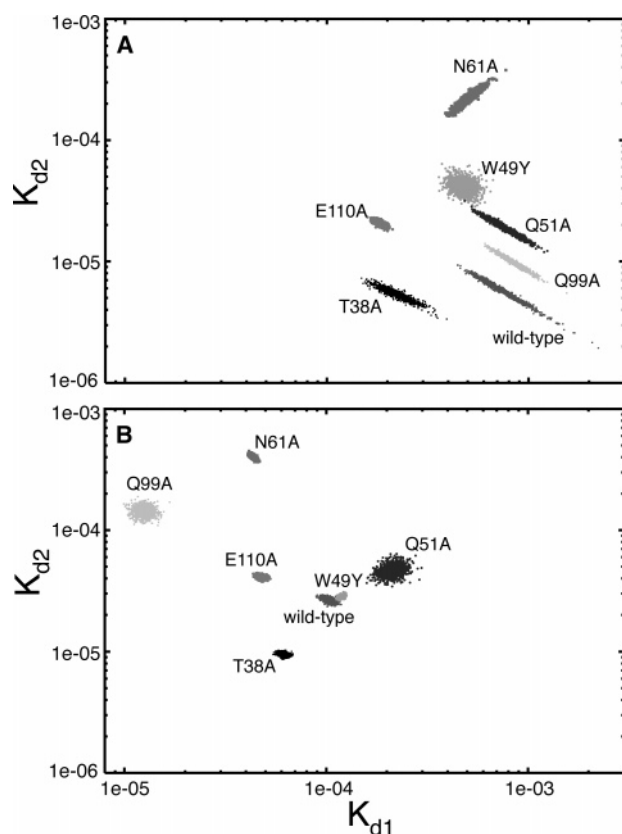 1e-03
A
N61A
1e-04
W49Y
E110A
Q51A
1e-05
Q99A
T38A
wild-type
1e-06
Kd2
1e-03
B
N61A
Q99A
1e-04
Q51A
E110A
W49Y
wild-type
1e-05
T38A
1e-06
Kd2
1e-05
1e-04
1e-03
Kd1